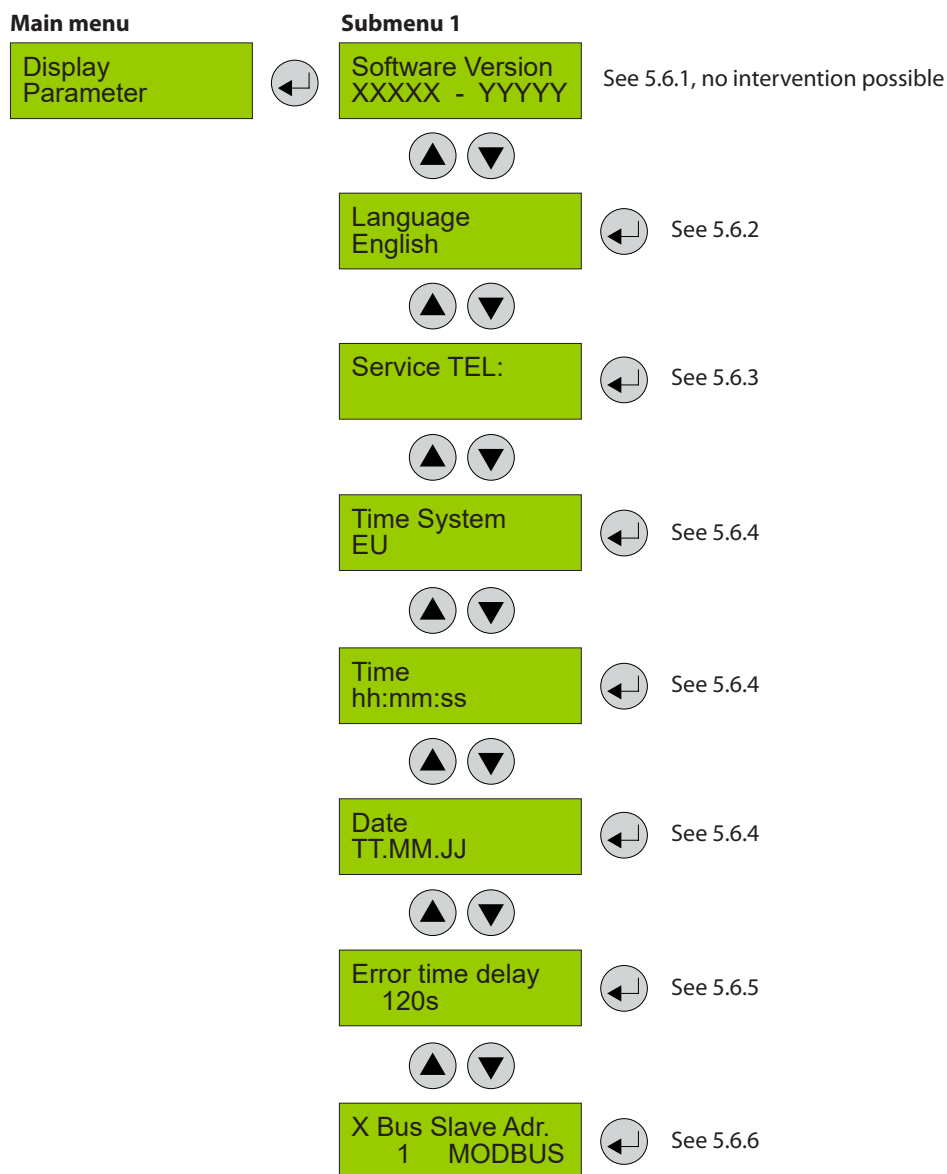 Main menu
Submenu 1
Display
Parameter
Software Version
XXXXX - YYYYY
See 5.6.1, no intervention possible
Language
English
See 5.6.2
Service TEL:
See 5.6.3
Time System
EU
See 5.6.4
Time
hh:mm:ss
See 5.6.4
Date
TT.MM.JJ
See 5.6.4
Error time delay
120s
See 5.6.5
X Bus Slave Adr.
1 MODBUS
See 5.6.6